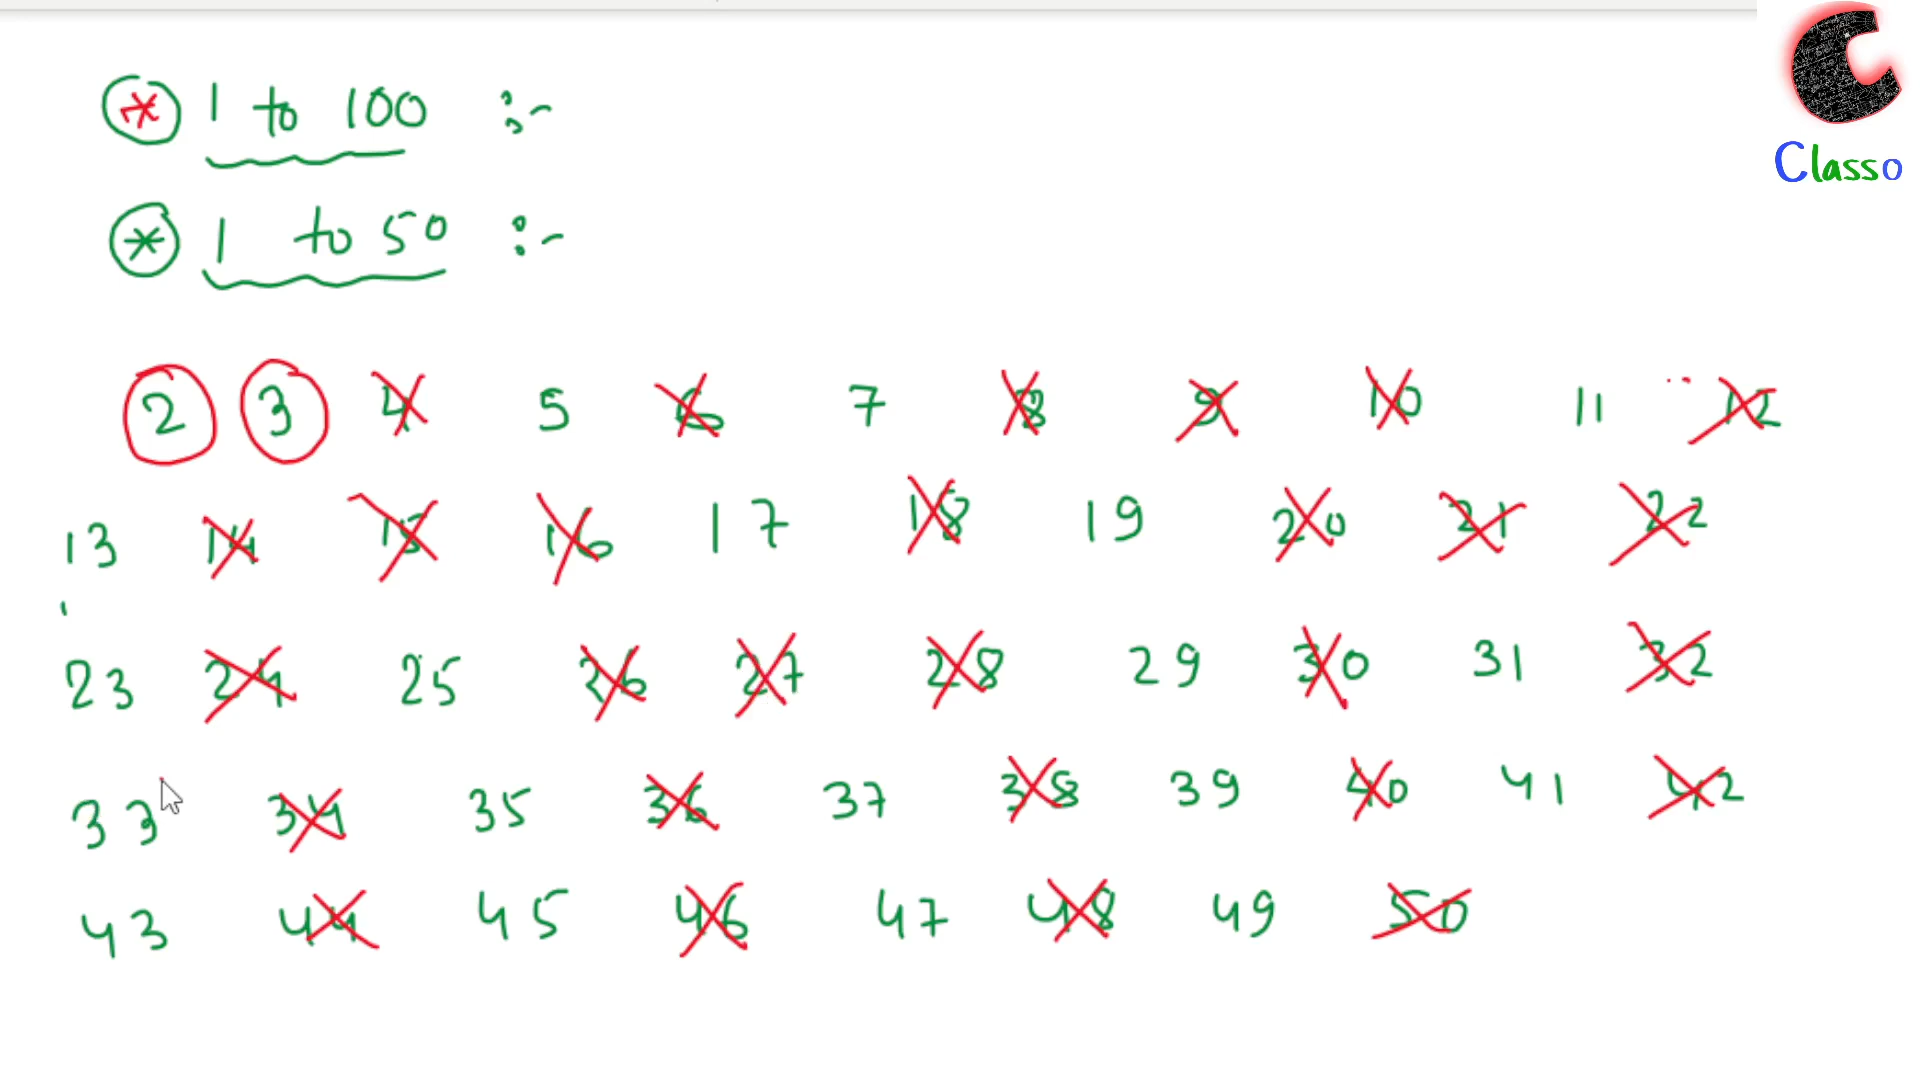 * 1 to 100 :-
Classo
* 1 to 50 :-
2 3 4 5 6 7 8 9 10 11 12
13 14 15 16 17 18 19 20 21 22
23 24 25 26 27 28 29 30 31 32
33 34 35 36 37 38 39 40 41 42
43 44 45 46 47 48 49 50